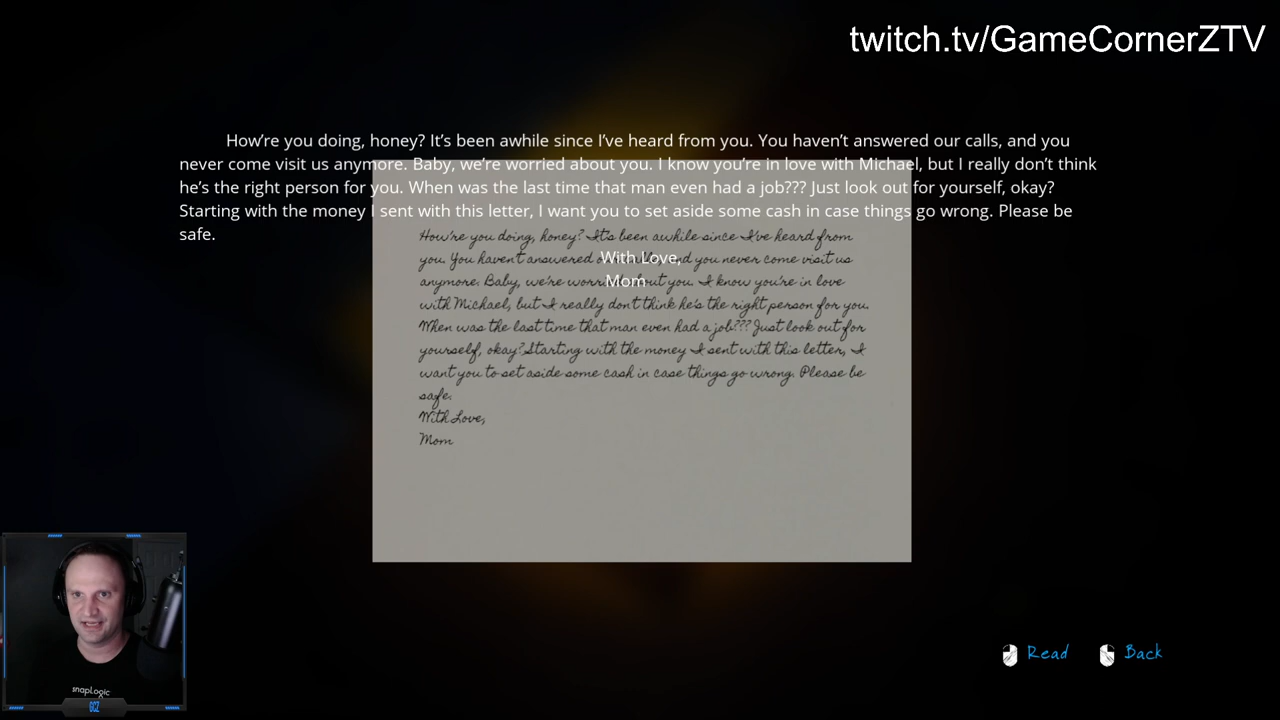 twitch.tv/GameCornerZTV
How’re you doing, honey? It’s been awhile since I’ve heard from you. You haven’t answered our calls, and you
never come visit us anymore. Baby, we’re worried about you. I know you’re in love with Michael, but I really don’t think
he’s the right person for you. When was the last time that man even had a job??? Just look out for yourself, okay?
Starting with the money I sent with this letter, I want you to set aside some cash in case things go wrong. Please be
safe.
With Love,
Mom
How're you doing, honey? It's been awhile since I've heard from
you. You haven't answered our calls, and you never come visit us
anymore. Baby, we're worried about you. I know you're in love
with Michael, but I really don't think he's the right person for you.
When was the last time that man even had a job??? Just look out for
yourself, okay?Starting with the money I sent with this letter, I
want you to set aside some cash in case things go wrong. Please be
safe.
With Love,
Mom
Read
Back
snapLogic
GCZ